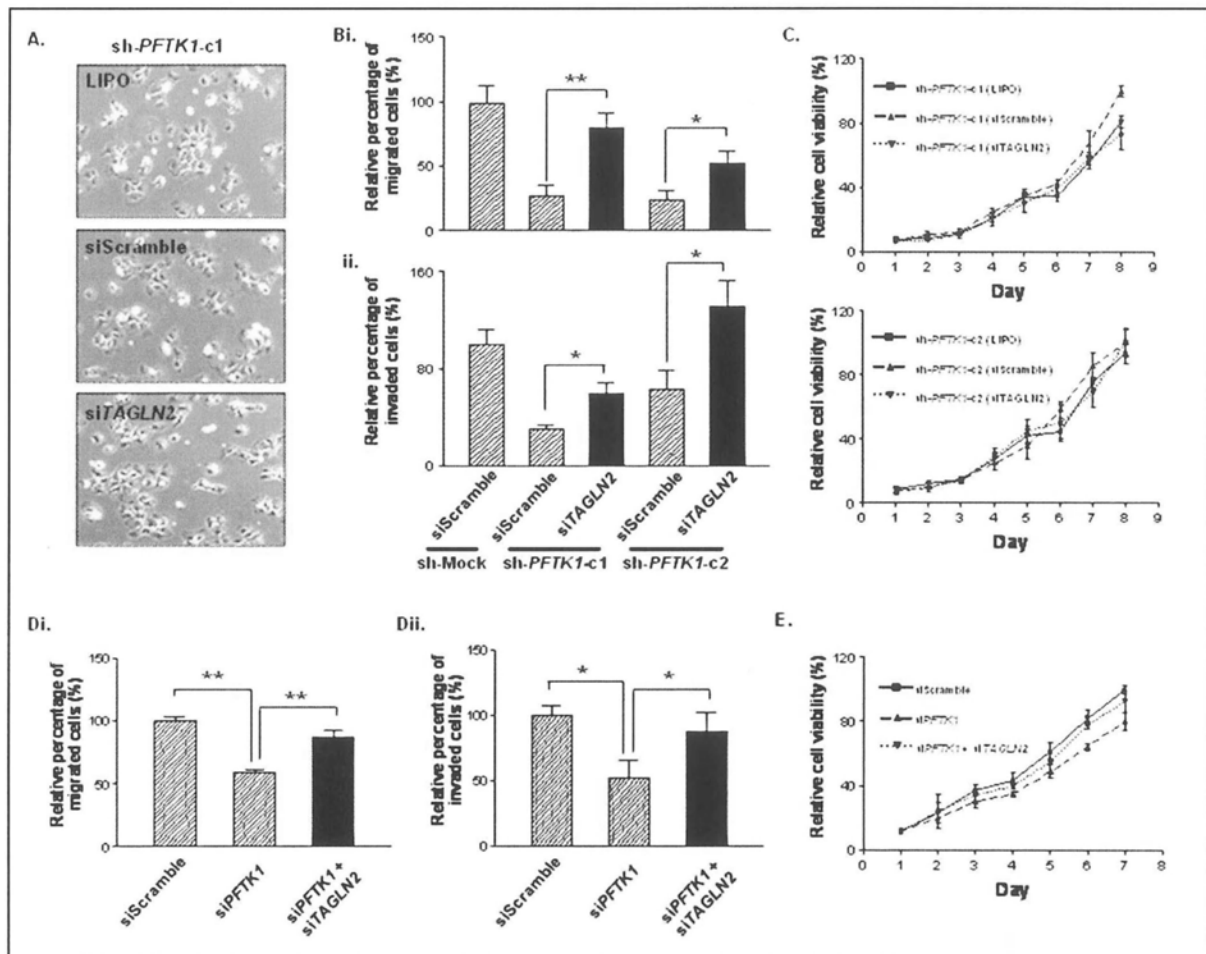 A.
sh-PFTK1-c1
LIPO
siScramble
siTAGLN2
Bi.
Relative percentage of
migrated cells (%)
150
100
50
0
**
*
ii.
Relative percentage of
invaded cells (%)
160
80
0
*
*
siScramble
siScramble
siTAGLN2
siScramble
siTAGLN2
sh-Mock
sh-PFTK1-c1
sh-PFTK1-c2
C.
Relative cell viability (%)
120
80
40
0
sh-PFTK1-c1 (LIPO)
sh-PFTK1-c1 (siScramble)
sh-PFTK1-c1 (siTAGLN2)
0 1 2 3 4 5 6 7 8 9
Day
Relative cell viability (%)
120
80
40
0
sh-PFTK1-c2 (LIPO)
sh-PFTK1-c2 (siScramble)
sh-PFTK1-c2 (siTAGLN2)
0 1 2 3 4 5 6 7 8 9
Day
Di.
Relative percentage of
migrated cells (%)
150
100
50
0
**
**
siScramble
siPFTK1
siPFTK1+
siTAGLN2
Dii.
Relative percentage of
invaded cells (%)
150
100
50
0
*
*
siScramble
siPFTK1
siPFTK1+
siTAGLN2
E.
Relative cell viability (%)
120
80
40
0
siScramble
siPFTK1
siPFTK1+ siTAGLN2
0 1 2 3 4 5 6 7 8
Day